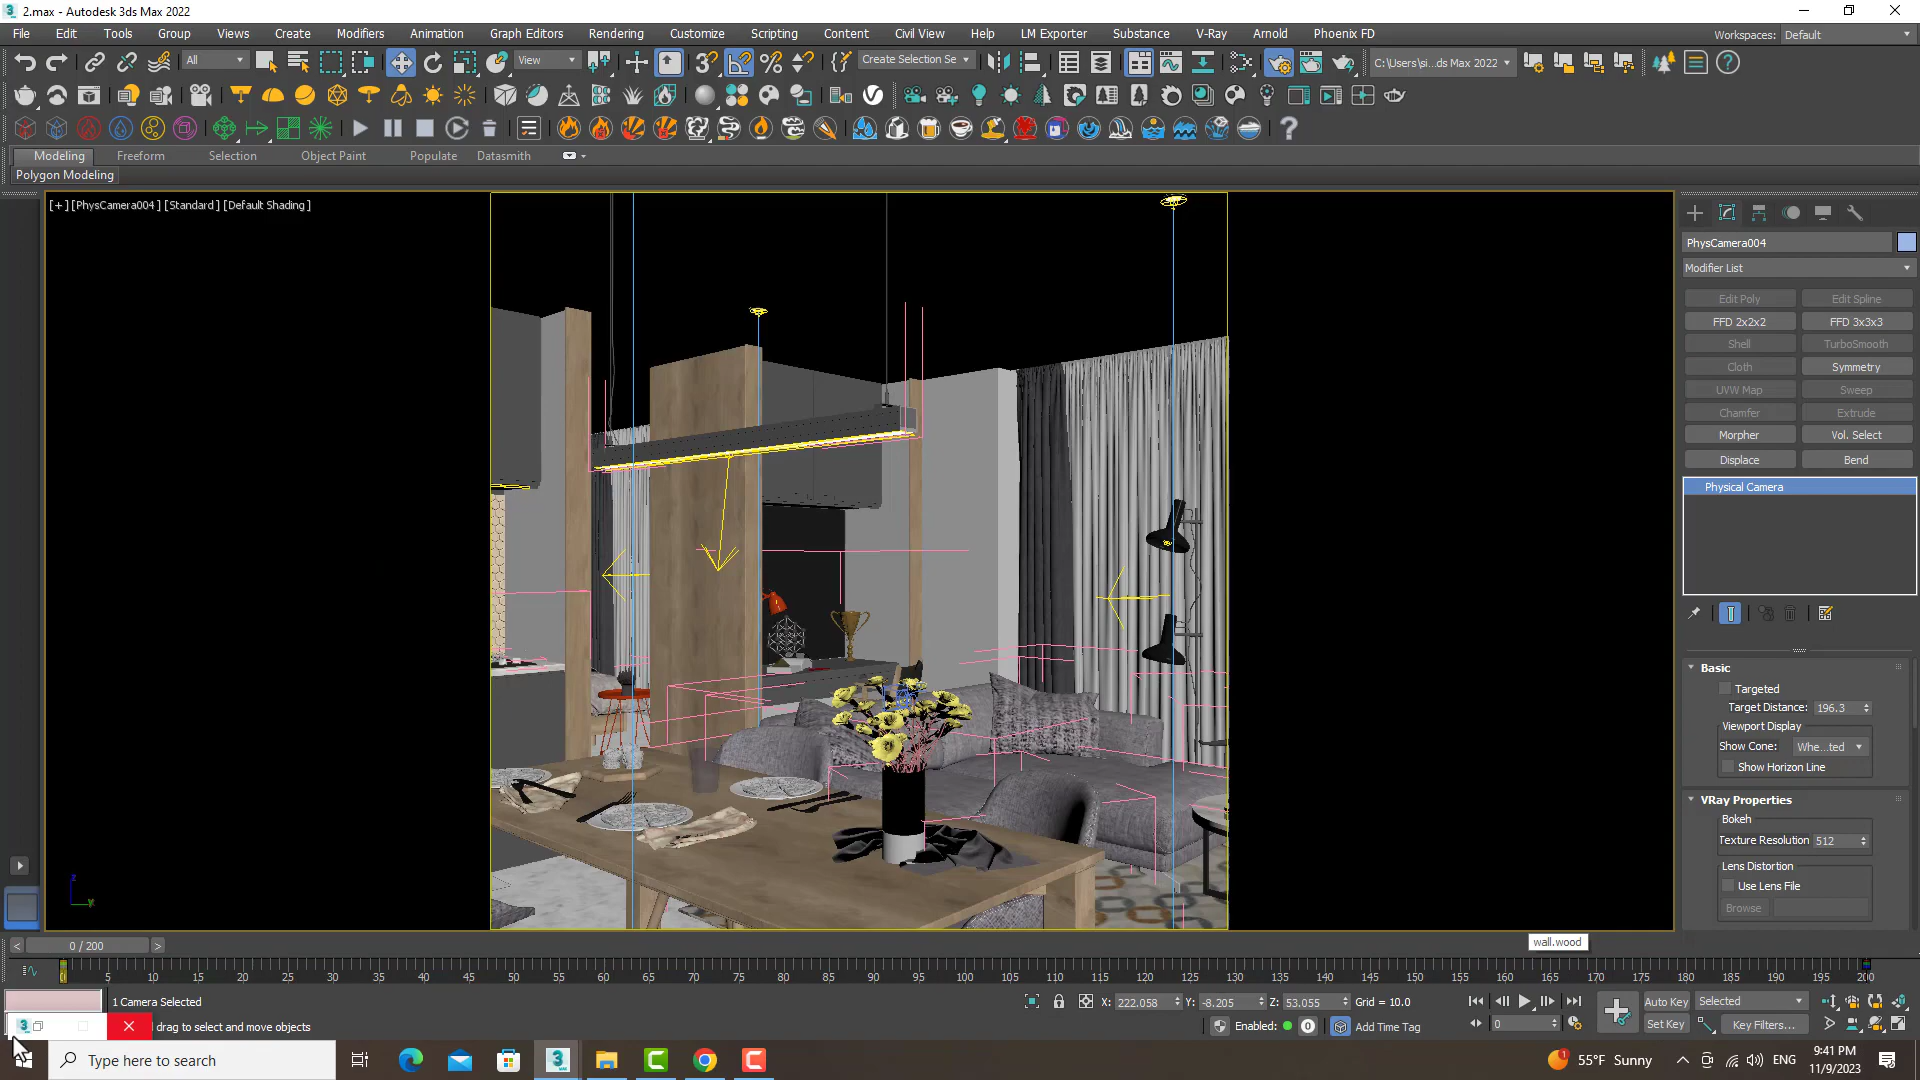 2.max - Autodesk 3ds Max 2022
File Edit Tools Group Views Create Modifiers Animation Graph Editors Rendering Customize Scripting Content Civil View Help LM Exporter Substance V-Ray Arnold Phoenix FD Workspaces: Default
All View Create Selection Se C:\Users\si...ds Max 2022
Modeling Freeform Selection Object Paint Populate Datasmith
Polygon Modeling
[+] [PhysCamera004] [Standard] [Default Shading]
PhysCamera004
Modifier List
Edit Poly Edit Spline
FFD 2x2x2 FFD 3x3x3
Shell TurboSmooth
Cloth Symmetry
UVW Map Sweep
Chamfer Extrude
Morpher Vol. Select
Displace Bend
Physical Camera
Basic
Targeted
Target Distance: 196.3
Viewport Display
Show Cone: Whe...ted
Show Horizon Line
VRay Properties
Bokeh
Texture Resolution 512
Lens Distortion
Use Lens File
Browse
wall.wood
0 / 200
0 5 10 15 20 25 30 35 40 45 50 55 60 65 70 75 80 85 90 95 100 105 110 115 120 125 130 135 140 145 150 155 160 165 170 175 180 185 190 195 200
1 Camera Selected X: 222.058 Y: -8.205 Z: 53.055 Grid = 10.0 Auto Key Selected
drag to select and move objects Enabled: 0 Add Time Tag 0 Set Key Key Filters...
Type here to search 55°F Sunny ENG 9:41 PM
11/9/2023